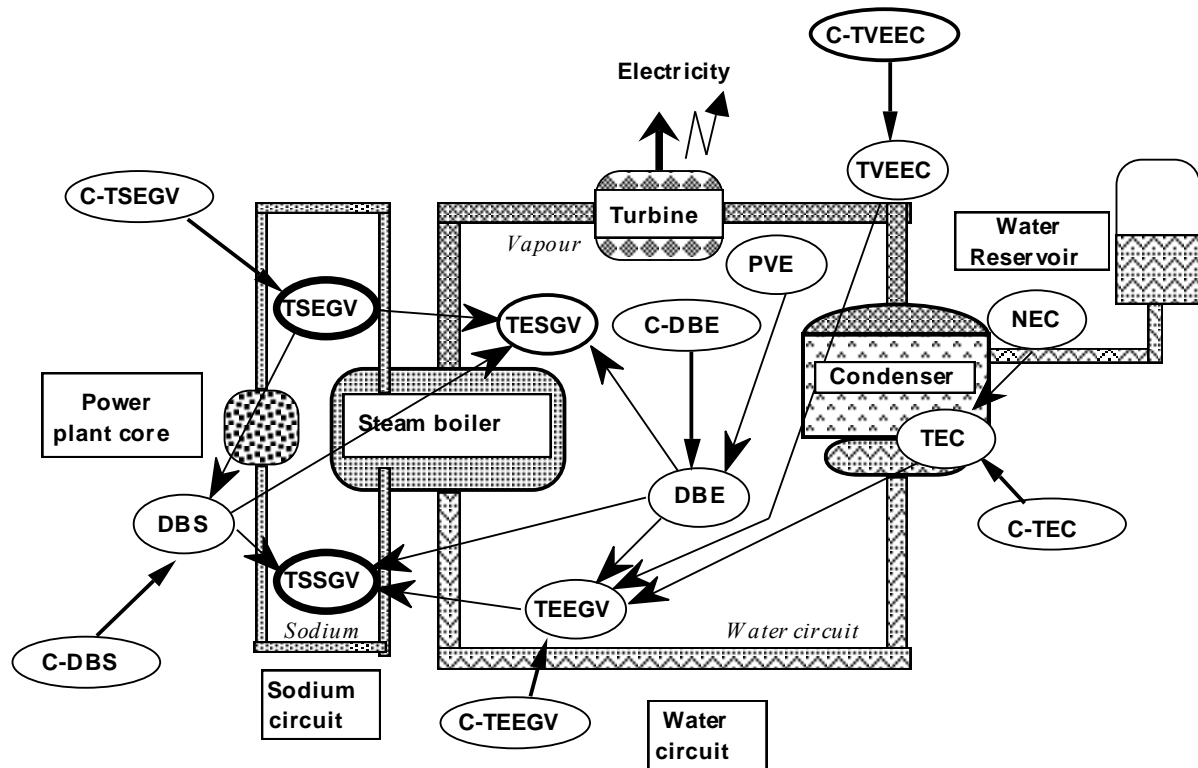 C-TVEEC
Electricity
TVEEC
C-TSEGV
Turbine
Water
Reservoir
Vapour
PVE
TSEGV
TESGV
C-DBE
NEC
Condenser
Power
plant core
Steam boiler
TEC
DBS
DBE
C-TEC
TSSGV
TEEGV
Sodium
Water circuit
C-DBS
Sodium
circuit
C-TEEGV
Water
circuit